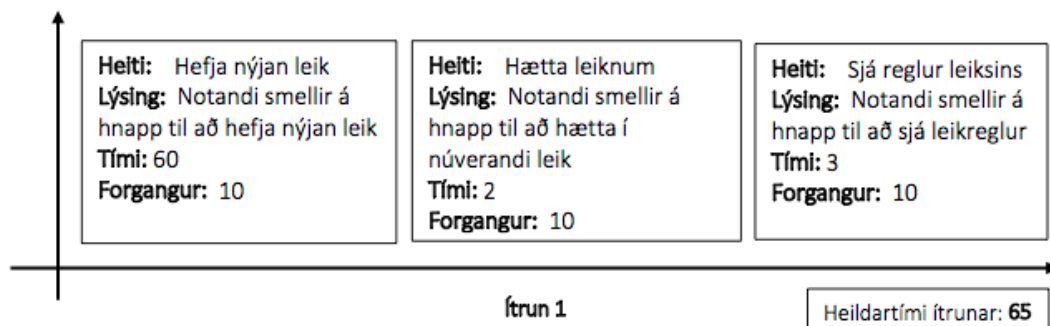 Heiti: Hefja nýjan leik
Lýsing: Notandi smellir á
hnapp til að hefja nýjan leik
Tími: 60
Forgangur: 10
Heiti: Hætta leiknum
Lýsing: Notandi smellir á
hnapp til að hætta í
núverandi leik
Tími: 2
Forgangur: 10
Heiti: Sjá reglur leiksins
Lýsing: Notandi smellir á
hnapp til að sjá leikreglur
Tími: 3
Forgangur: 10
Ítrun 1
Heildartími ítrunar: 65